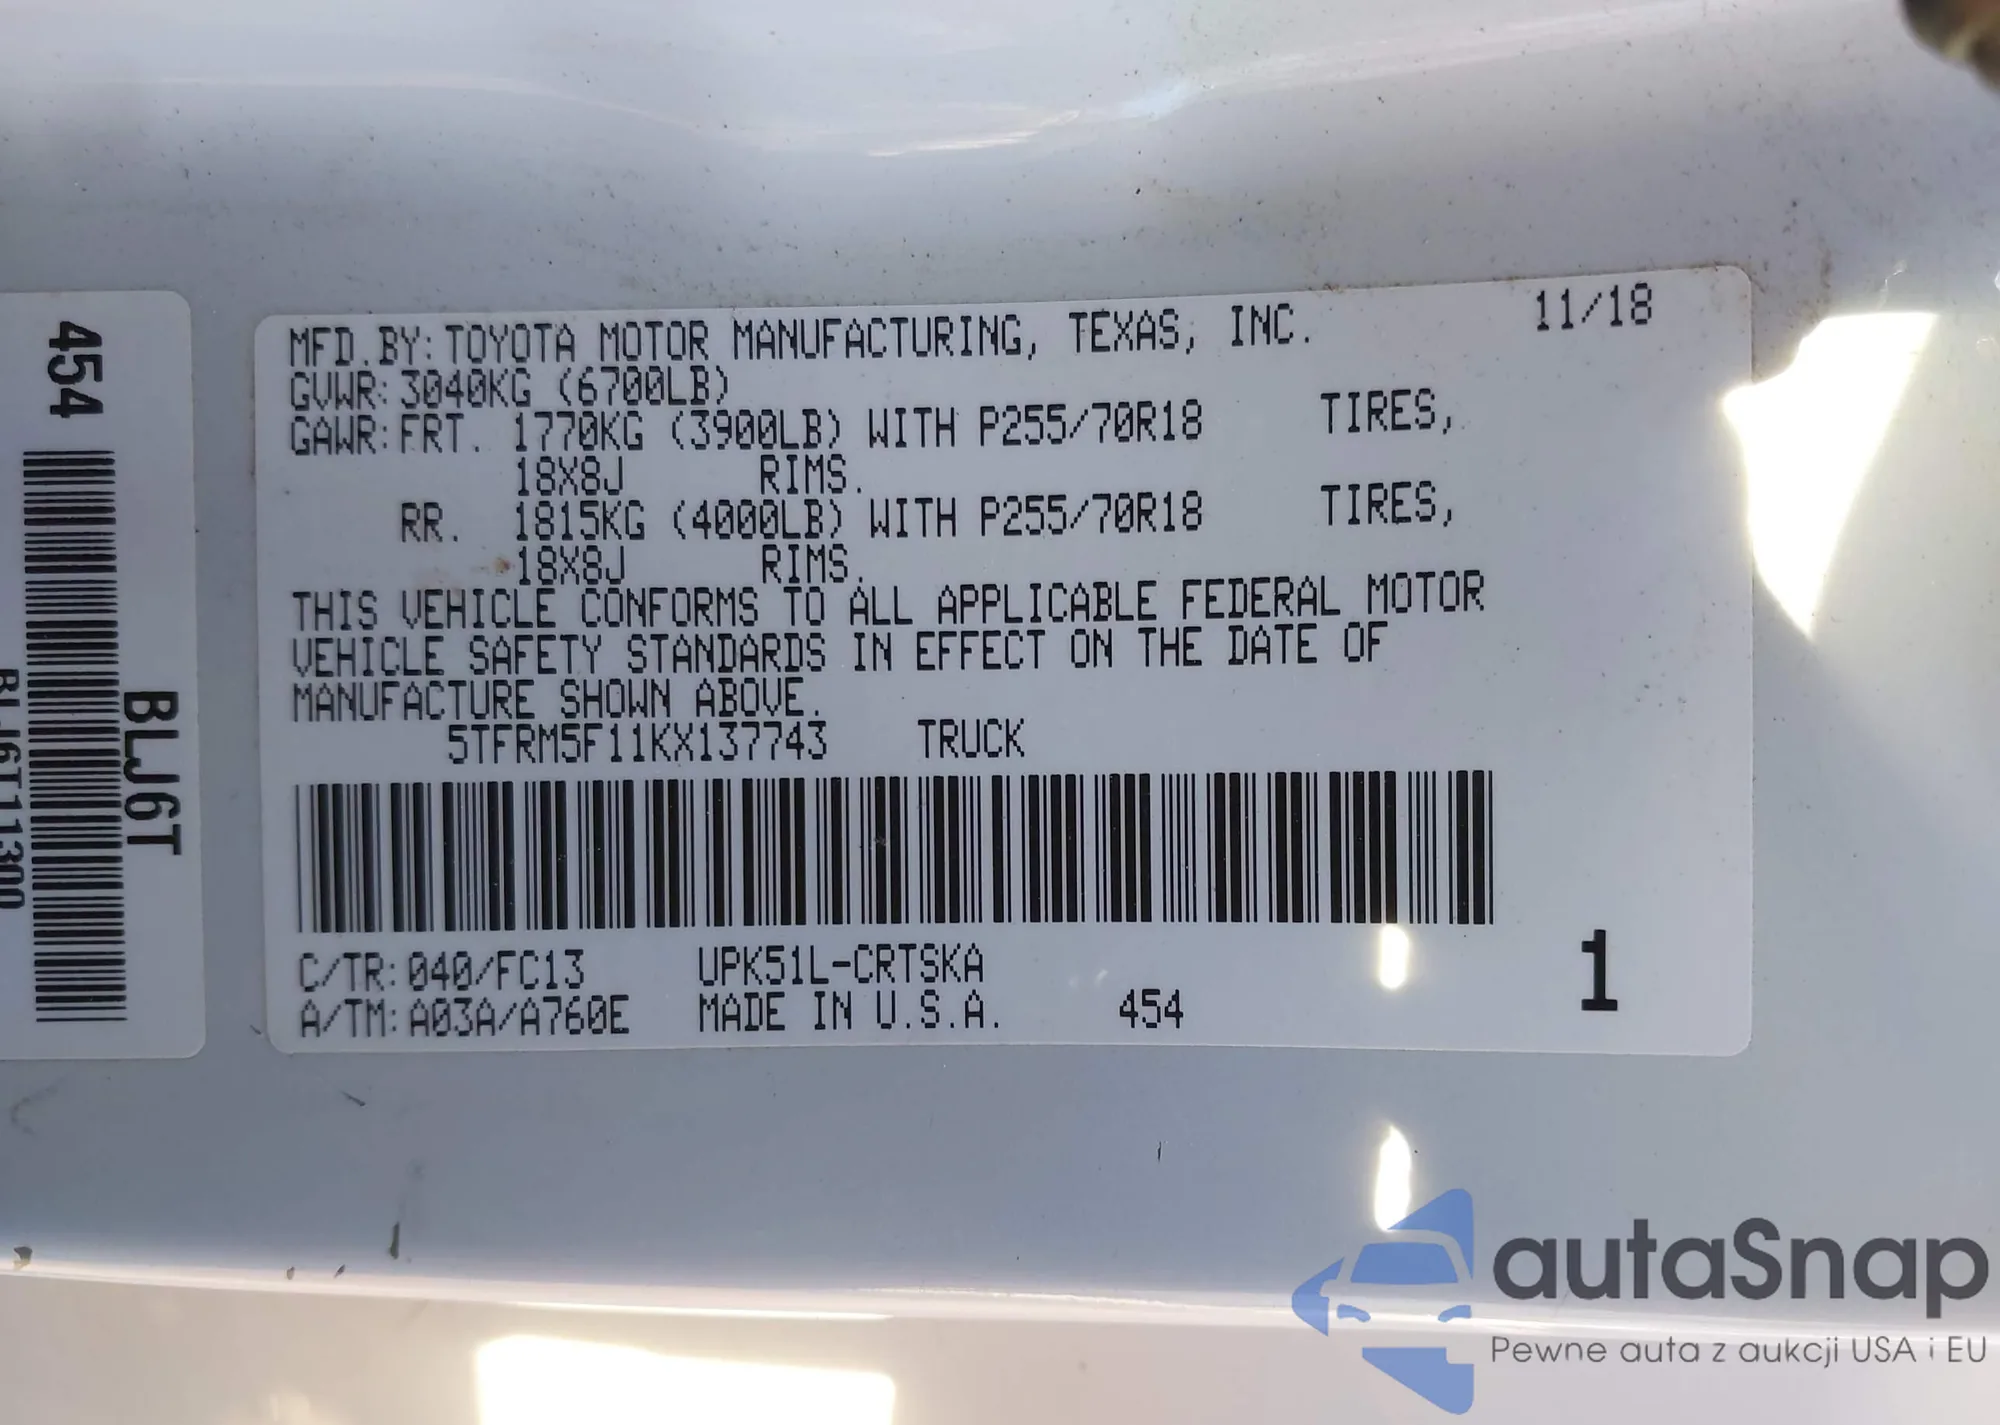 454
BLJ6T
BLJ6T11300
MFD.BY:TOYOTA MOTOR MANUFACTURING, TEXAS, INC. 11/18
GVWR:3040KG (6700LB)
GAWR:FRT. 1770KG (3900LB) WITH P255/70R18 TIRES,
18X8J RIMS.
RR. 1815KG (4000LB) WITH P255/70R18 TIRES,
18X8J RIMS.
THIS VEHICLE CONFORMS TO ALL APPLICABLE FEDERAL MOTOR
VEHICLE SAFETY STANDARDS IN EFFECT ON THE DATE OF
MANUFACTURE SHOWN ABOVE.
5TFRM5F11KX137743 TRUCK
C/TR:040/FC13 UPK51L-CRTSKA
A/TM:A03A/A760E MADE IN U.S.A. 454
1
autaSnap
Pewne auta z aukcji USA i EU